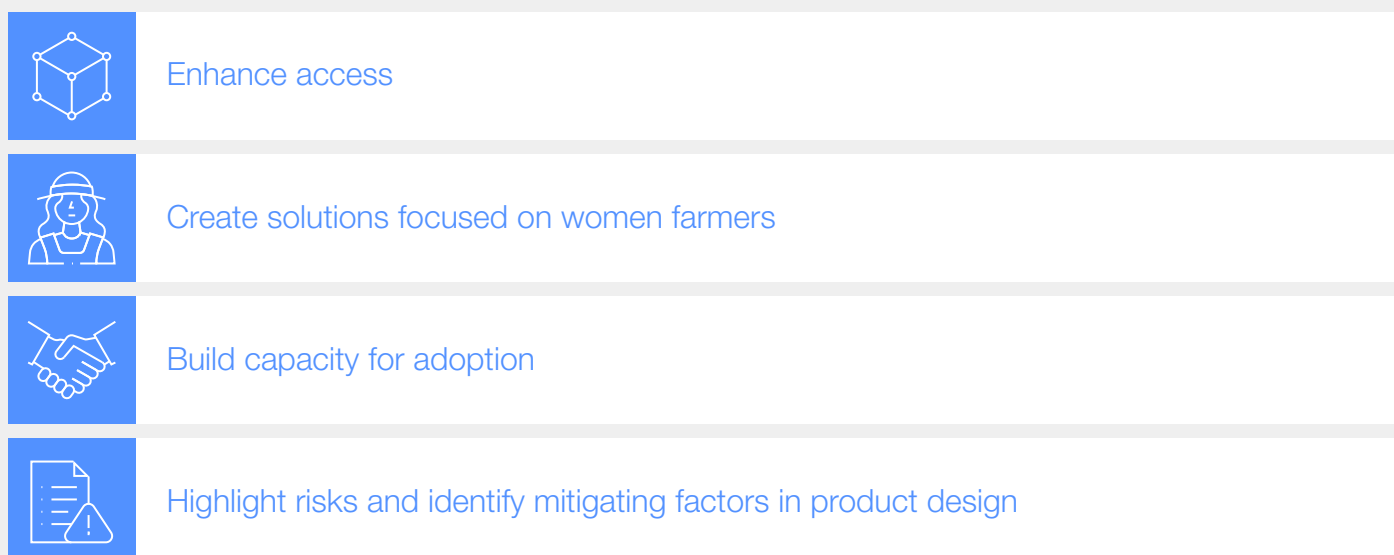 Enhance access
Create solutions focused on women farmers
Build capacity for adoption
Highlight risks and identify mitigating factors in product design